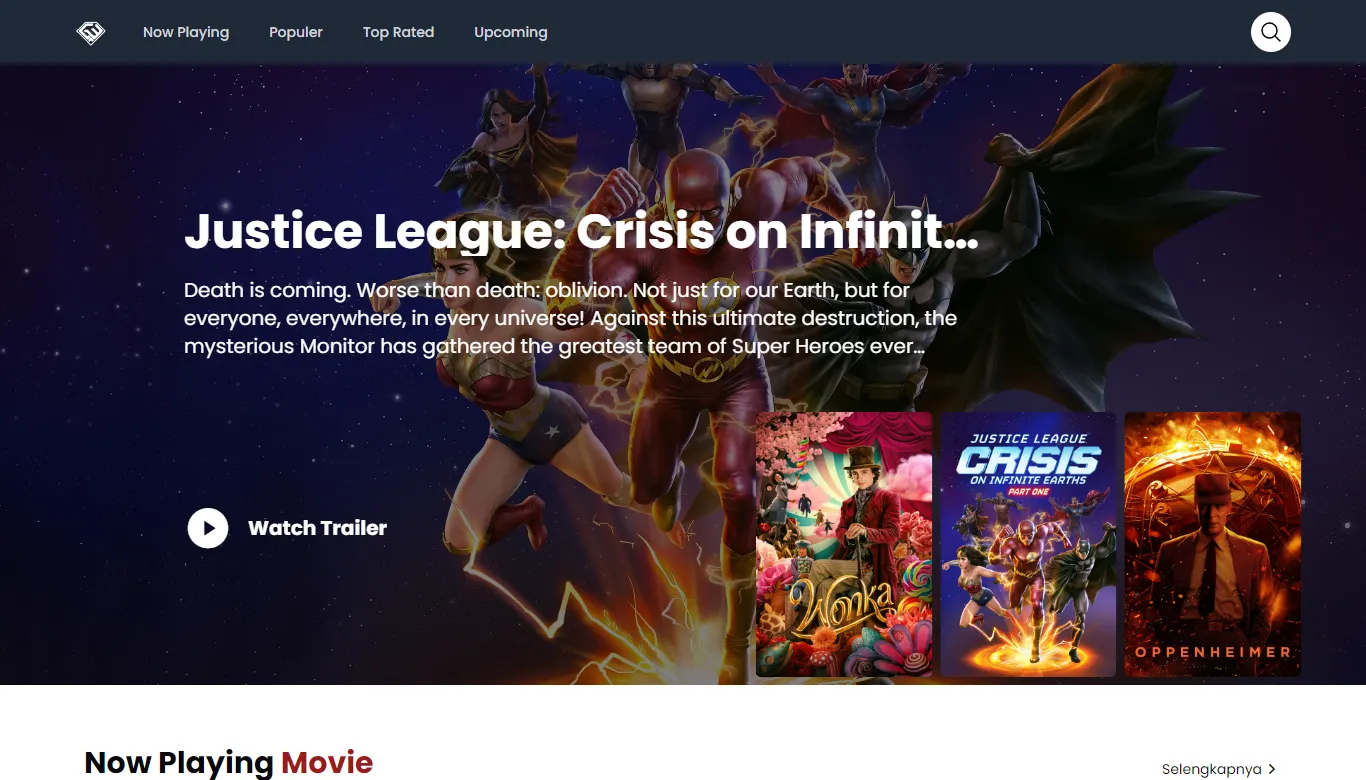 Now Playing
Populer
Top Rated
Upcoming
Justice League: Crisis on Infinit...
Death is coming. Worse than death: oblivion. Not just for our Earth, but for
everyone, everywhere, in every universe! Against this ultimate destruction, the
mysterious Monitor has gathered the greatest team of Super Heroes ever...
Watch Trailer
Wonka
JUSTICE LEAGUE
CRISIS
ON INFINITE EARTHS
PART ONE
OPPENHEIMER
Now Playing Movie
Selengkapnya